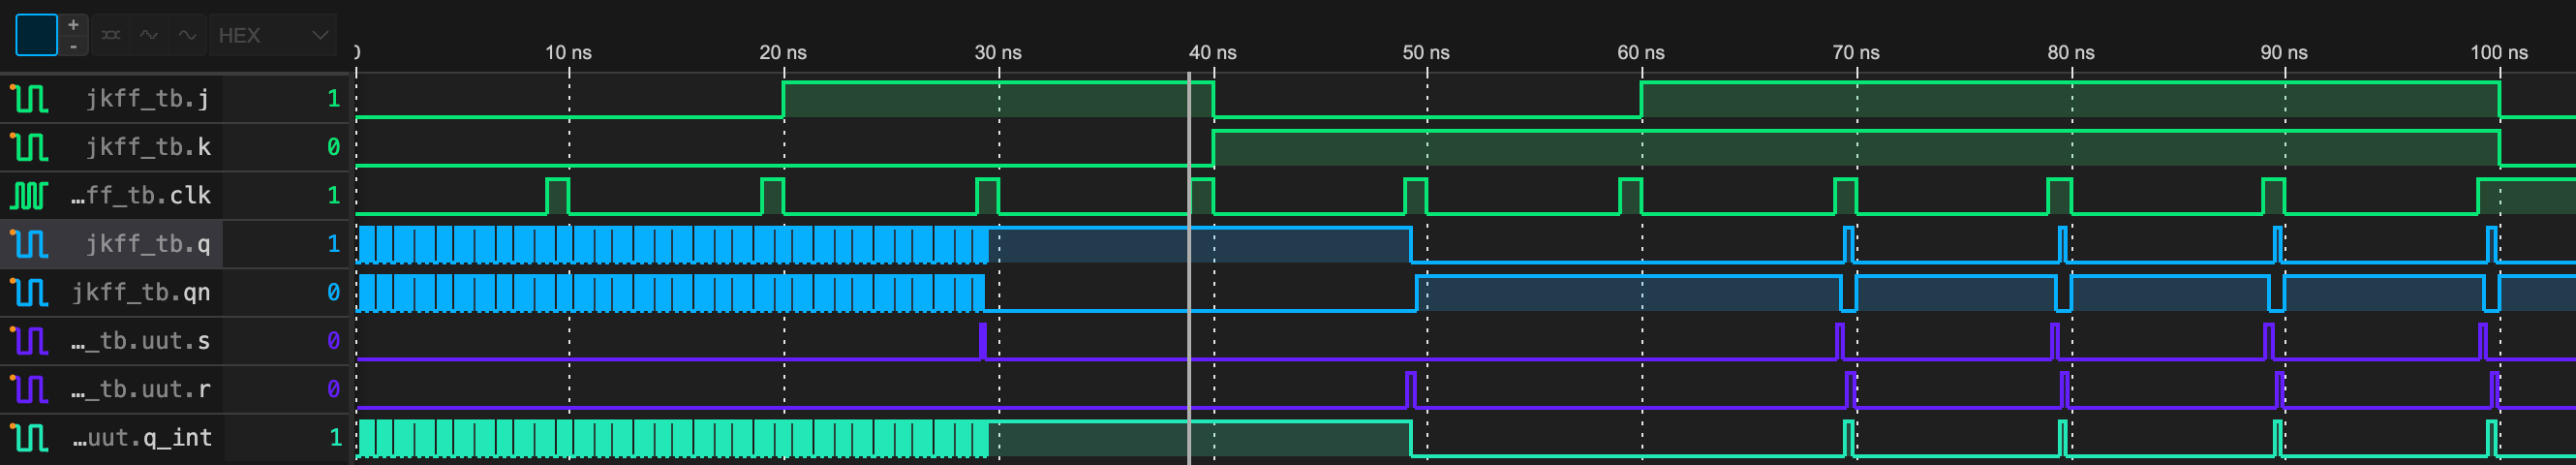 +
-
HEX
0 10 ns 20 ns 30 ns 40 ns 50 ns 60 ns 70 ns 80 ns 90 ns 100 ns
jkff_tb.j 1
jkff_tb.k 0
…ff_tb.clk 1
jkff_tb.q 1
jkff_tb.qn 0
…_tb.uut.s 0
…_tb.uut.r 0
…uut.q_int 1